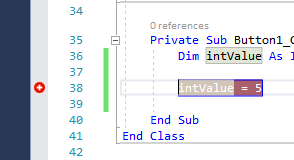 34
0 references
35 Private Sub Button1_
36 Dim intValue As
37
38 intValue = 5
39
40 End Sub
41 End Class
42